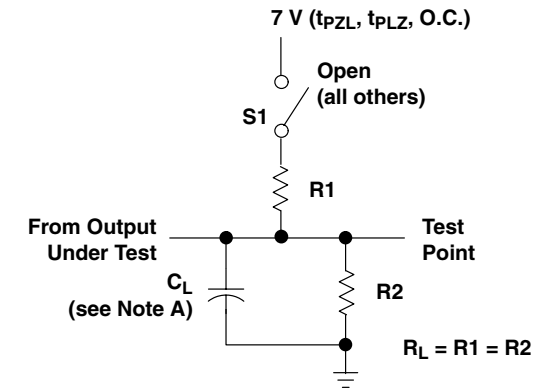 7 V (tPZL, tPLZ, O.C.)
Open
(all others)
S1
R1
From Output
Under Test
Test
Point
CL
(see Note A)
R2
RL = R1 = R2